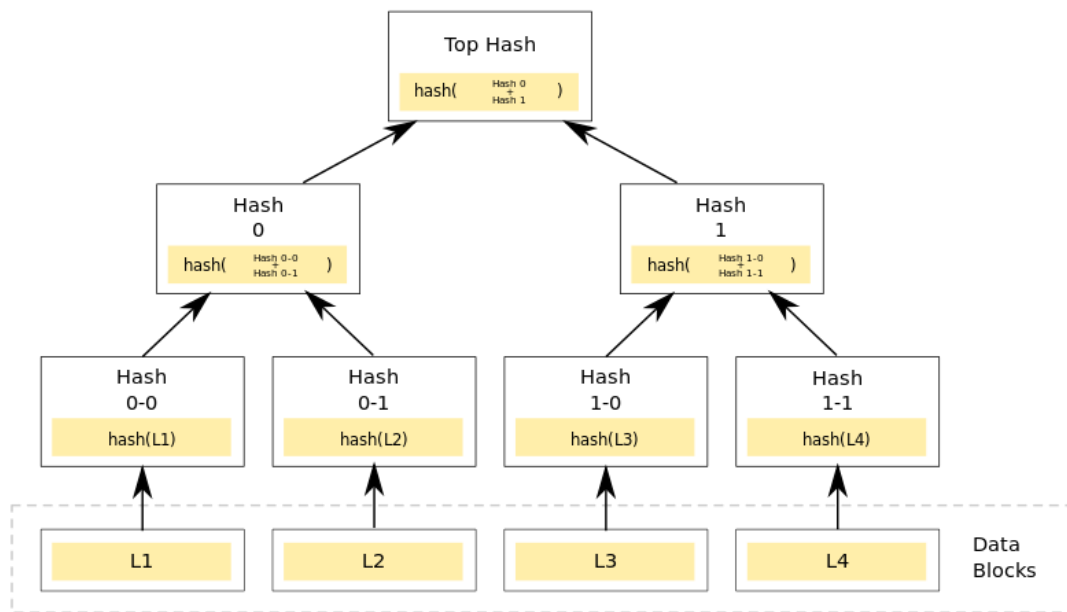 Top Hash
hash( Hash 0 + Hash 1 )
Hash
0
hash( Hash 0-0 + Hash 0-1 )
Hash
1
hash( Hash 1-0 + Hash 1-1 )
Hash
0-0
hash(L1)
Hash
0-1
hash(L2)
Hash
1-0
hash(L3)
Hash
1-1
hash(L4)
L1
L2
L3
L4
Data
Blocks